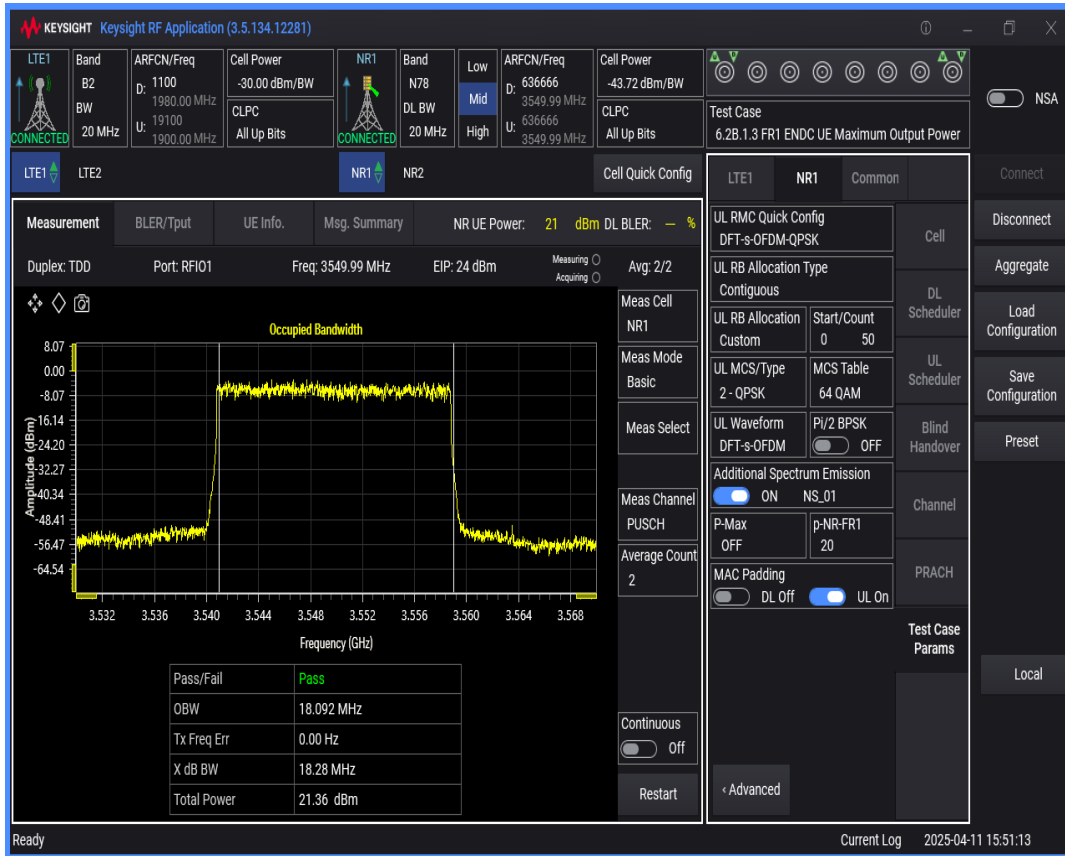 KEYSIGHT Keysight RF Application (3.5.134.12281)
LTE1
CONNECTED
Band
B2
BW
20 MHz
ARFCN/Freq
D: 1100
1980.00 MHz
U: 19100
1900.00 MHz
Cell Power
-30.00 dBm/BW
CLPC
All Up Bits
NR1
CONNECTED
Band
N78
DL BW
20 MHz
Low
Mid
High
ARFCN/Freq
D: 636666
3549.99 MHz
U: 636666
3549.99 MHz
Cell Power
-43.72 dBm/BW
CLPC
All Up Bits
Test Case
6.2B.1.3 FR1 ENDC UE Maximum Output Power
NSA
LTE1 LTE2 NR1 NR2 Cell Quick Config
Measurement BLER/Tput UE Info. Msg. Summary NR UE Power: 21 dBm DL BLER: — %
Duplex: TDD Port: RFIO1 Freq: 3549.99 MHz EIP: 24 dBm Measuring Avg: 2/2
Acquiring
Occupied Bandwidth
Amplitude (dBm)
8.07
0.00
-8.07
-16.14
-24.20
-32.27
-40.34
-48.41
-56.47
-64.54
3.532 3.536 3.540 3.544 3.548 3.552 3.556 3.560 3.564 3.568
Frequency (GHz)
Pass/Fail Pass
OBW 18.092 MHz
Tx Freq Err 0.00 Hz
X dB BW 18.28 MHz
Total Power 21.36 dBm
Meas Cell
NR1
Meas Mode
Basic
Meas Select
Meas Channel
PUSCH
Average Count
2
Continuous
Off
Restart
LTE1 NR1 Common
UL RMC Quick Config
DFT-s-OFDM-QPSK
UL RB Allocation Type
Contiguous
UL RB Allocation Start/Count
Custom 0 50
UL MCS/Type MCS Table
2 - QPSK 64 QAM
UL Waveform Pi/2 BPSK
DFT-s-OFDM OFF
Additional Spectrum Emission
ON NS_01
P-Max p-NR-FR1
OFF 20
MAC Padding
DL Off UL On
‹ Advanced
Cell
DL
Scheduler
UL
Scheduler
Blind
Handover
Channel
PRACH
Test Case
Params
Connect
Disconnect
Aggregate
Load
Configuration
Save
Configuration
Preset
Local
Ready Current Log 2025-04-11 15:51:13